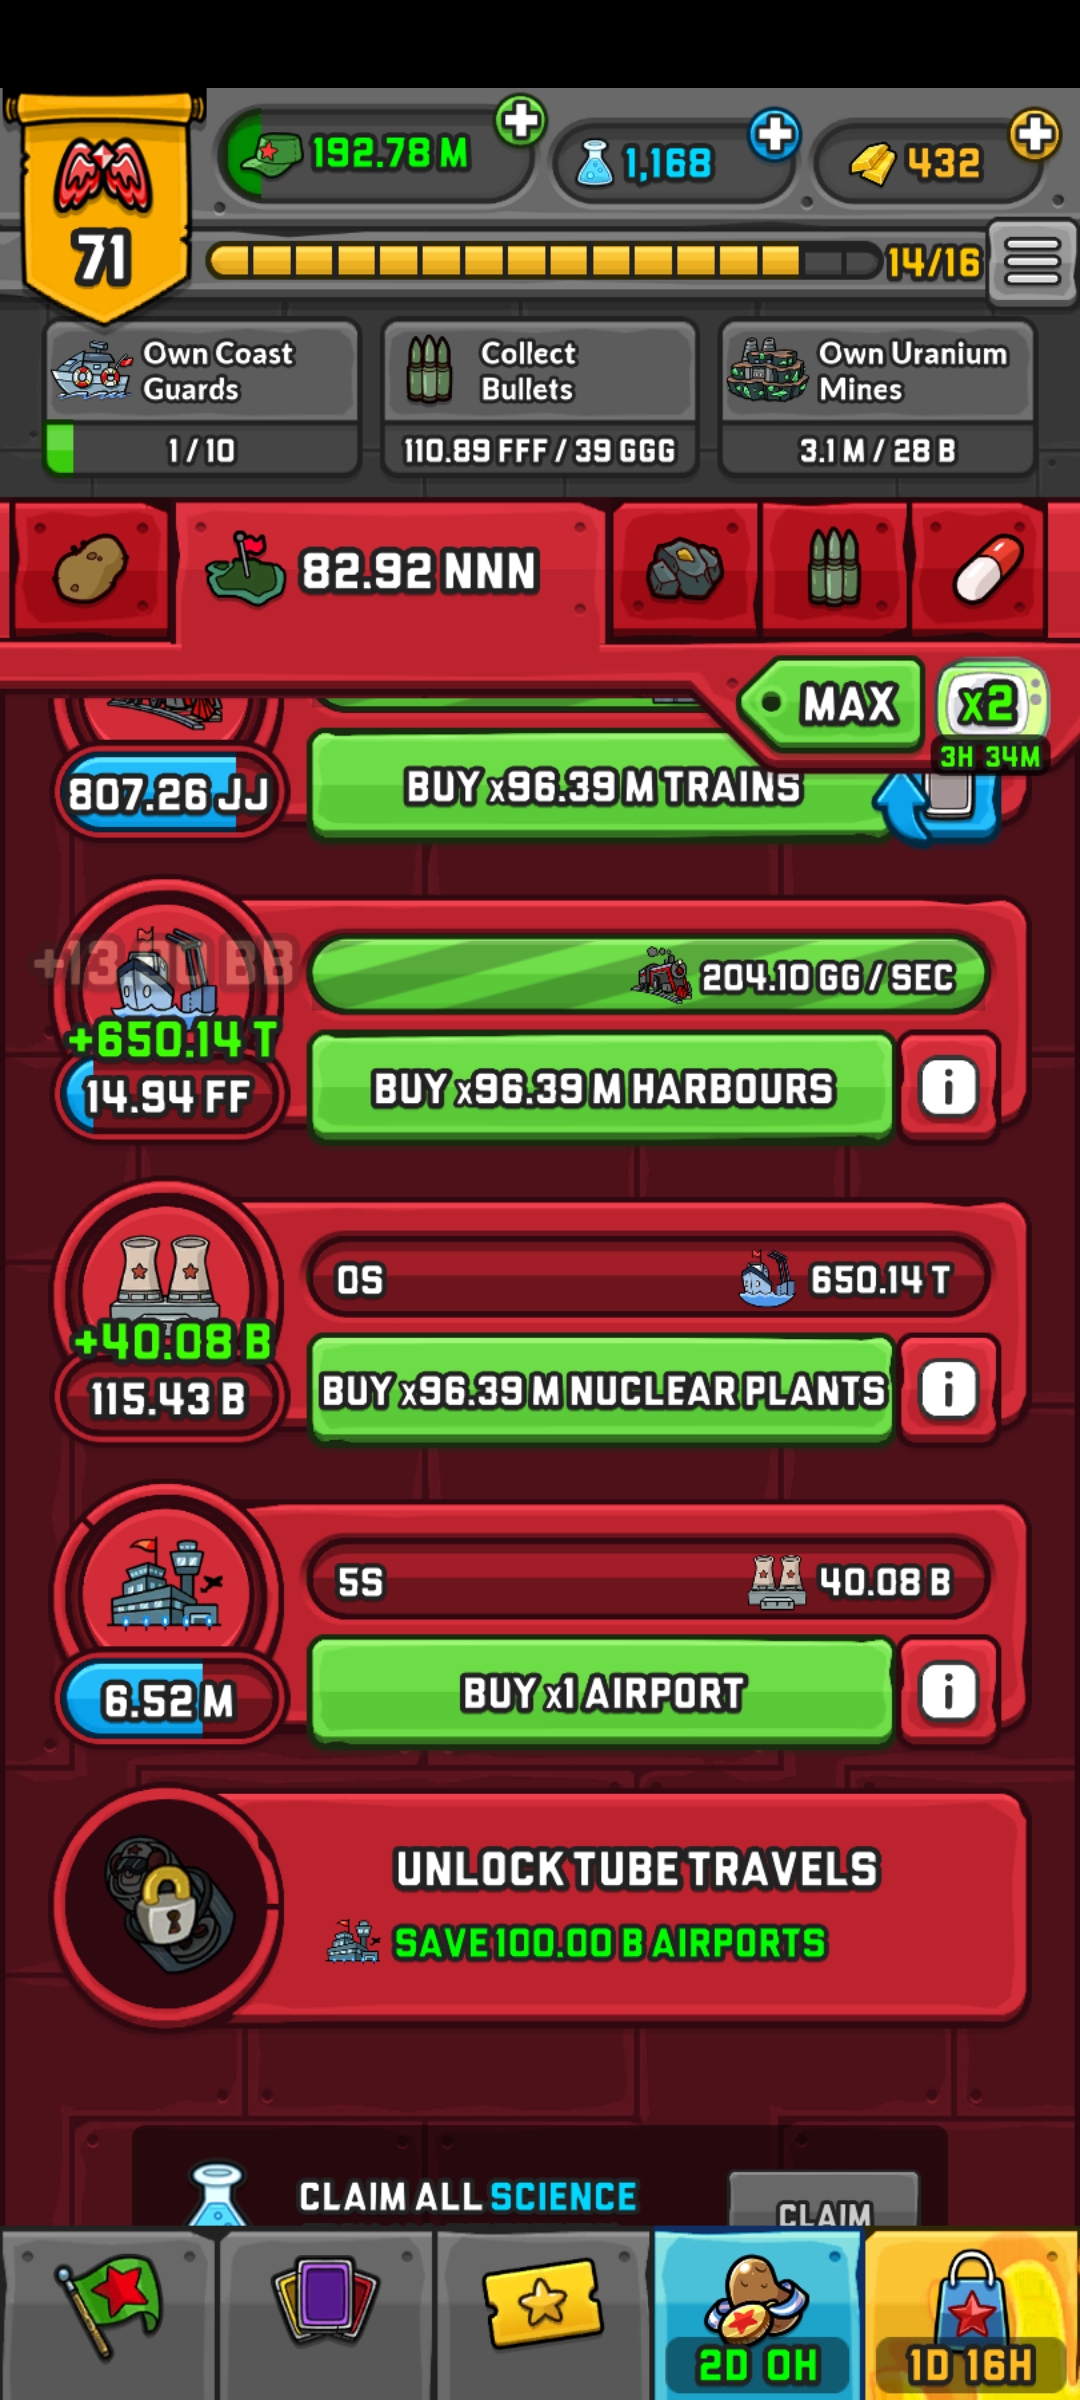 71
192.78 M
1,168
432
14/16
Own Coast
Guards
1 / 10
Collect
Bullets
110.89 FFF / 39 GGG
Own Uranium
Mines
3.1 M / 28 B
82.92 NNN
MAX
x2
3H 34M
807.26 JJ
BUY x96.39 M TRAINS
204.10 GG / SEC
+650.14 T
14.94 FF
BUY x96.39 M HARBOURS
i
0S
650.14 T
+40.08 B
115.43 B
BUY x96.39 M NUCLEAR PLANTS
i
5S
40.08 B
6.52 M
BUY x1 AIRPORT
i
UNLOCK TUBE TRAVELS
SAVE 100.00 B AIRPORTS
CLAIM ALL SCIENCE
CLAIM
2D 0H
1D 16H